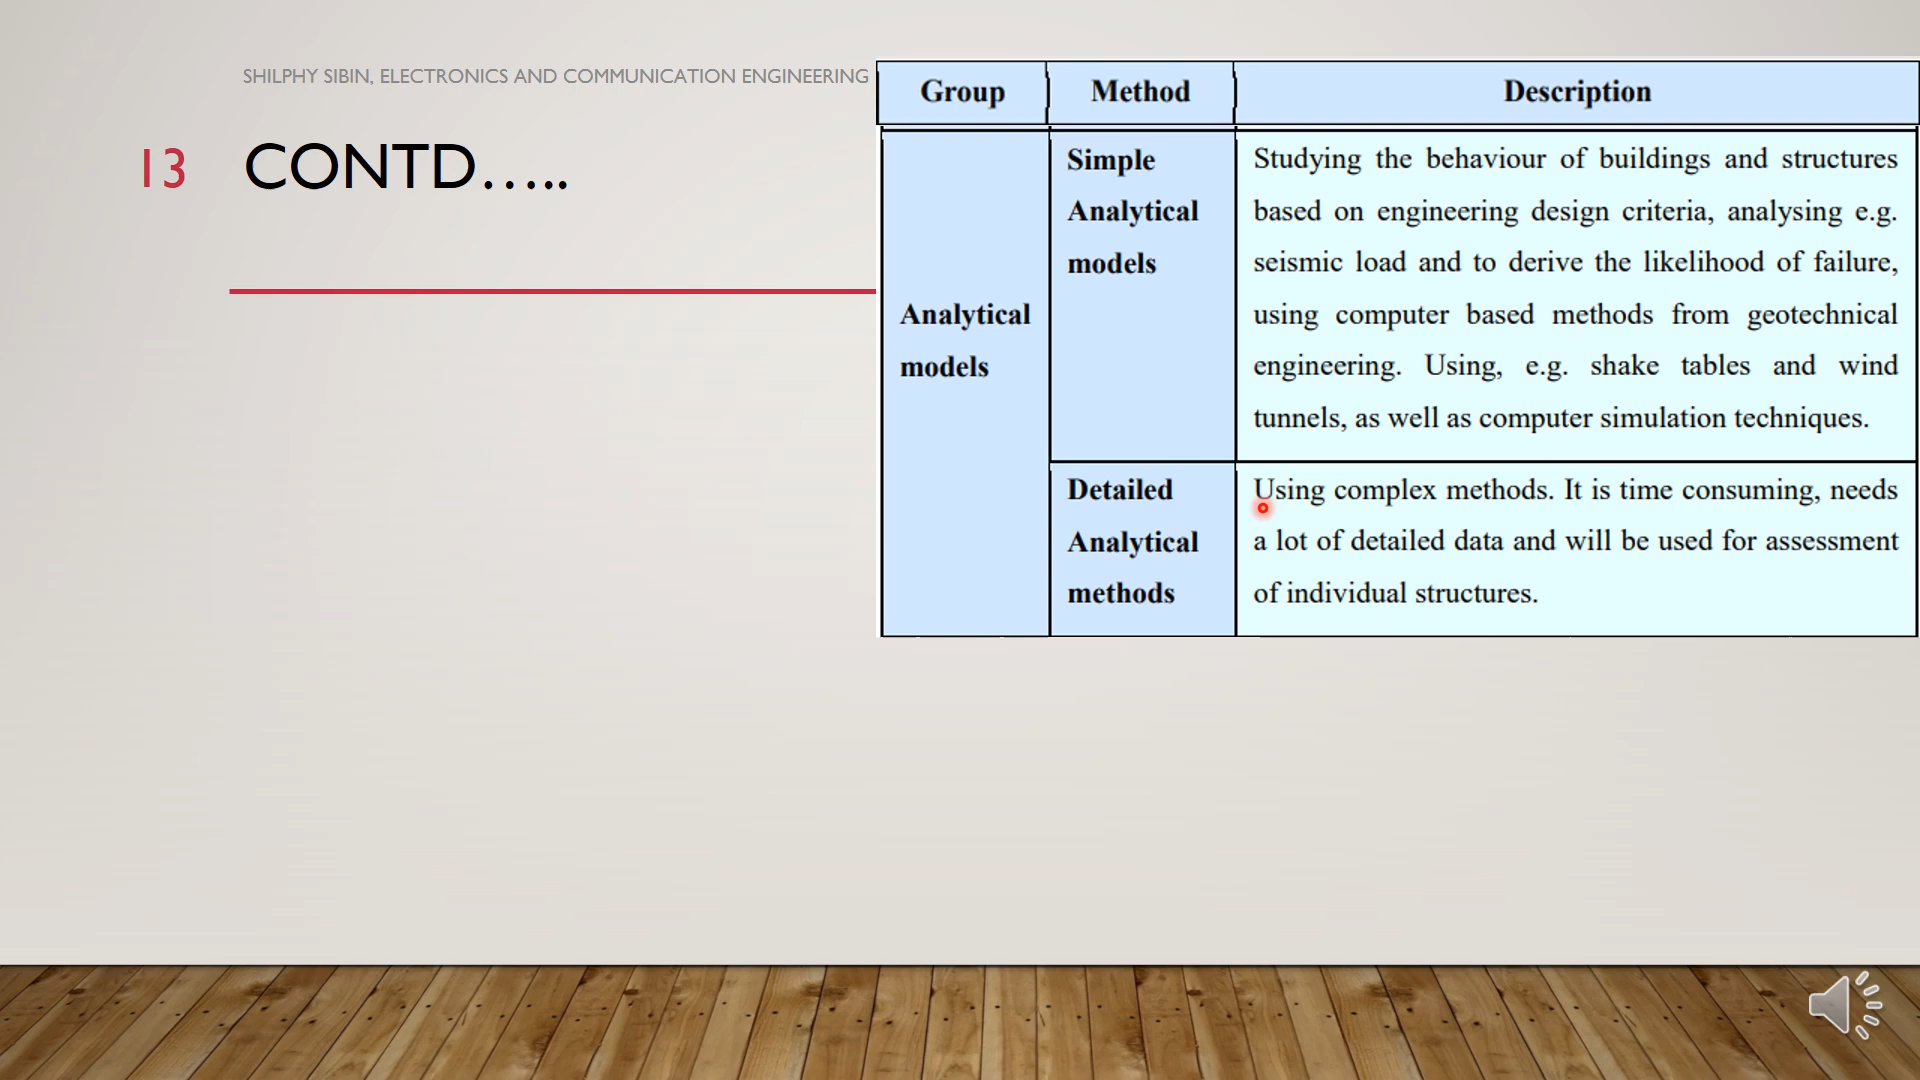 SHILPHY SIBIN, ELECTRONICS AND COMMUNICATION ENGINEERING
13
CONTD.....
Group Method Description
Analytical
models
Simple
Analytical
models
Studying the behaviour of buildings and structures
based on engineering design criteria, analysing e.g.
seismic load and to derive the likelihood of failure,
using computer based methods from geotechnical
engineering. Using, e.g. shake tables and wind
tunnels, as well as computer simulation techniques.
Detailed
Analytical
methods
Using complex methods. It is time consuming, needs
a lot of detailed data and will be used for assessment
of individual structures.